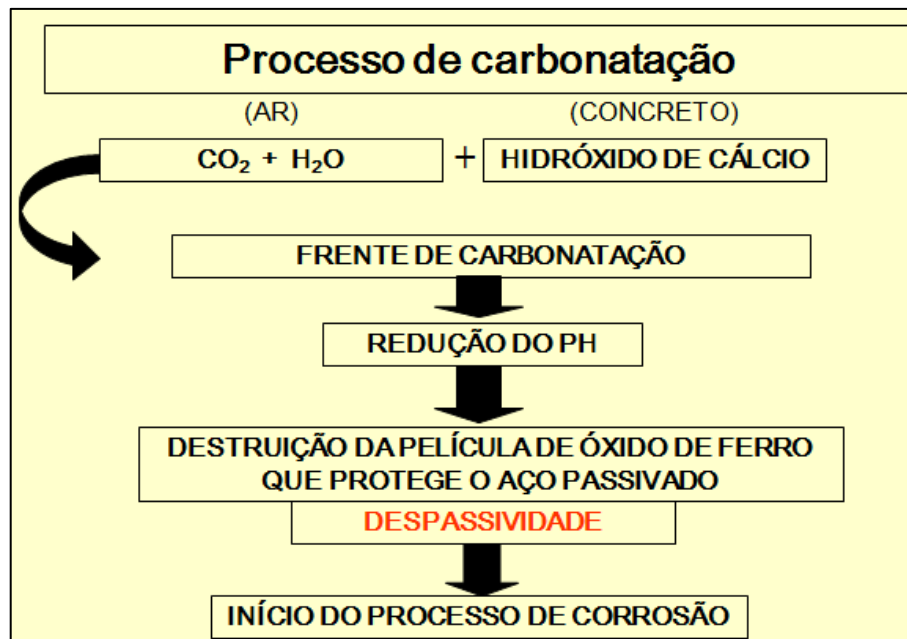 Processo de carbonatação
(AR) (CONCRETO)
CO₂ + H₂O + HIDRÓXIDO DE CÁLCIO
FRENTE DE CARBONATAÇÃO
REDUÇÃO DO PH
DESTRUIÇÃO DA PELÍCULA DE ÓXIDO DE FERRO
QUE PROTEGE O AÇO PASSIVADO
DESPASSIVIDADE
INÍCIO DO PROCESSO DE CORROSÃO